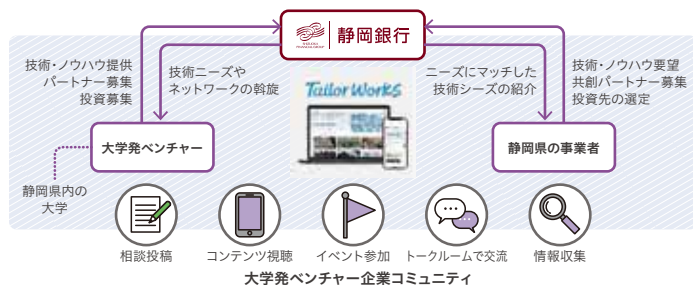 静岡銀行
技術・ノウハウ提供
パートナー募集
投資募集
技術ニーズや
ネットワークの斡旋
Tailor Works
ニーズにマッチした
技術シーズの紹介
技術・ノウハウ要望
共創パートナー募集
投資先の選定
大学発ベンチャー
静岡県の事業者
静岡県内の
大学
相談投稿
コンテンツ視聴
イベント参加
トークルームで交流
情報収集
大学発ベンチャー企業コミュニティ